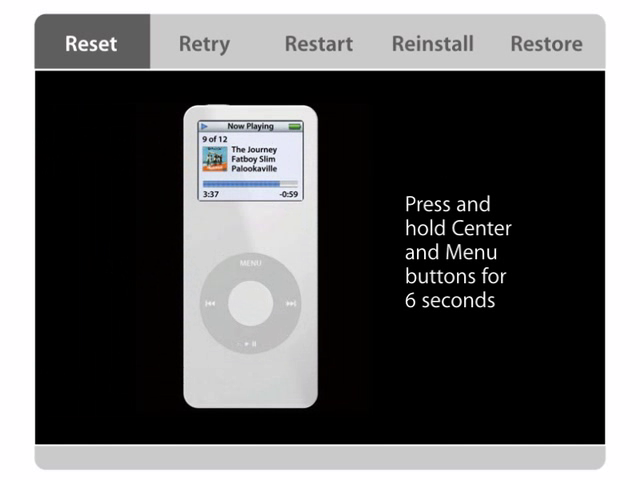 Reset Retry Restart Reinstall Restore
Now Playing
9 of 12
The Journey
Fatboy Slim
Palookaville
3:37 -0:59
MENU
Press and
hold Center
and Menu
buttons for
6 seconds